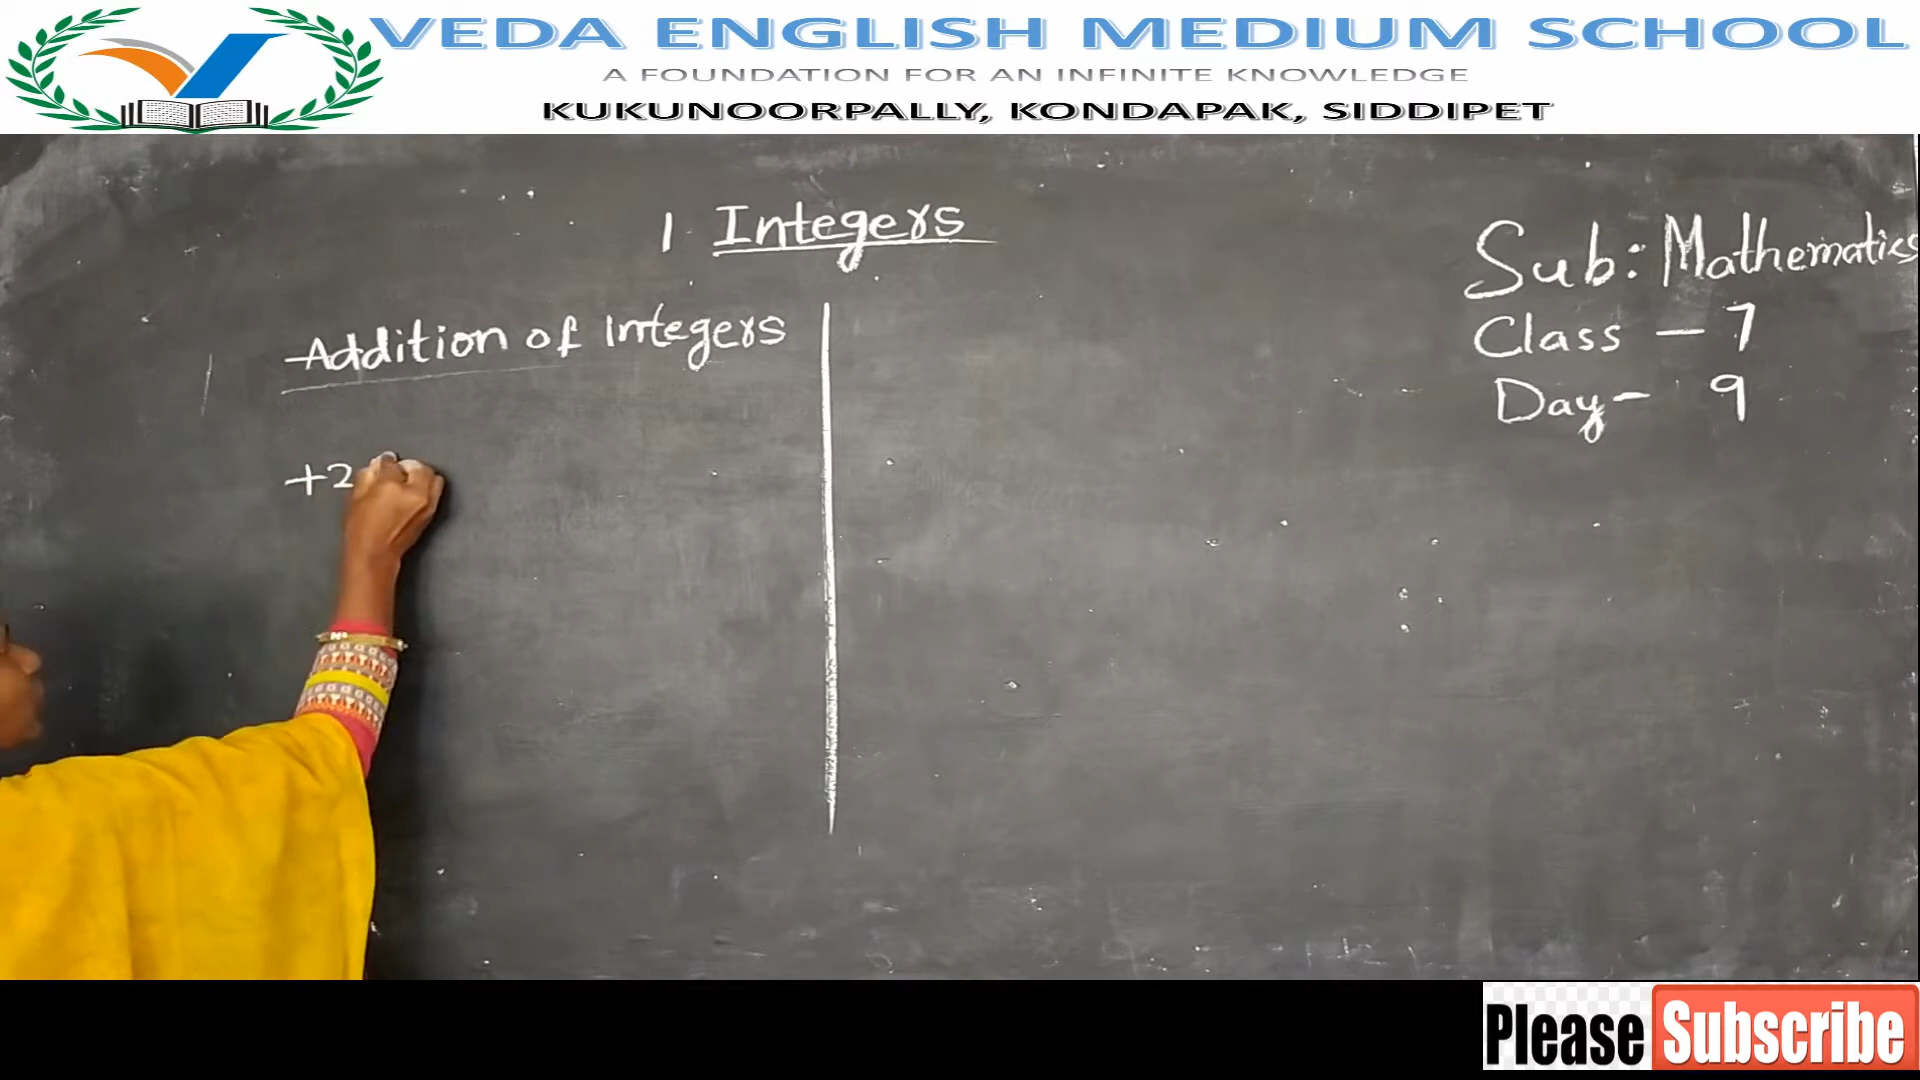 VEDA ENGLISH MEDIUM SCHOOL
A FOUNDATION FOR AN INFINITE KNOWLEDGE
KUKUNOORPALLY, KONDAPAK, SIDDIPET
1 Integers
Sub: Mathematics
Class - 7
Day - 9
Addition of Integers
+2
Please Subscribe